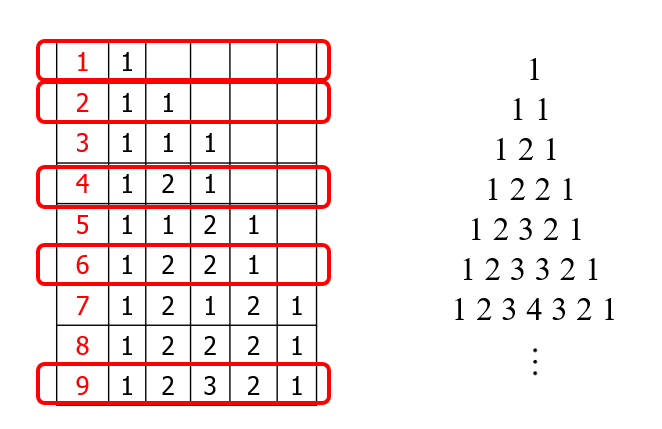 1 1
2 1 1
3 1 1 1
4 1 2 1
5 1 1 2 1
6 1 2 2 1
7 1 2 1 2 1
8 1 2 2 2 1
9 1 2 3 2 1
1
1 1
1 2 1
1 2 2 1
1 2 3 2 1
1 2 3 3 2 1
1 2 3 4 3 2 1
⋮